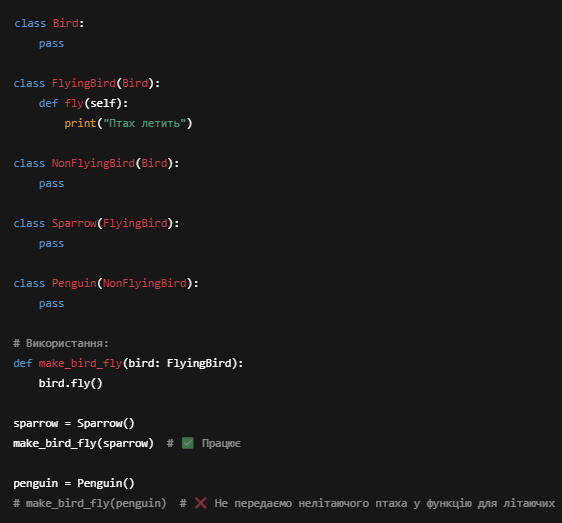 class Bird:
    pass

class FlyingBird(Bird):
    def fly(self):
        print("Птах летить")

class NonFlyingBird(Bird):
    pass

class Sparrow(FlyingBird):
    pass

class Penguin(NonFlyingBird):
    pass

# Використання:
def make_bird_fly(bird: FlyingBird):
    bird.fly()

sparrow = Sparrow()
make_bird_fly(sparrow)  # ✅ Працює

penguin = Penguin()
# make_bird_fly(penguin)  # ❌ Не передаємо нелітаючого птаха у функцію для літаючих